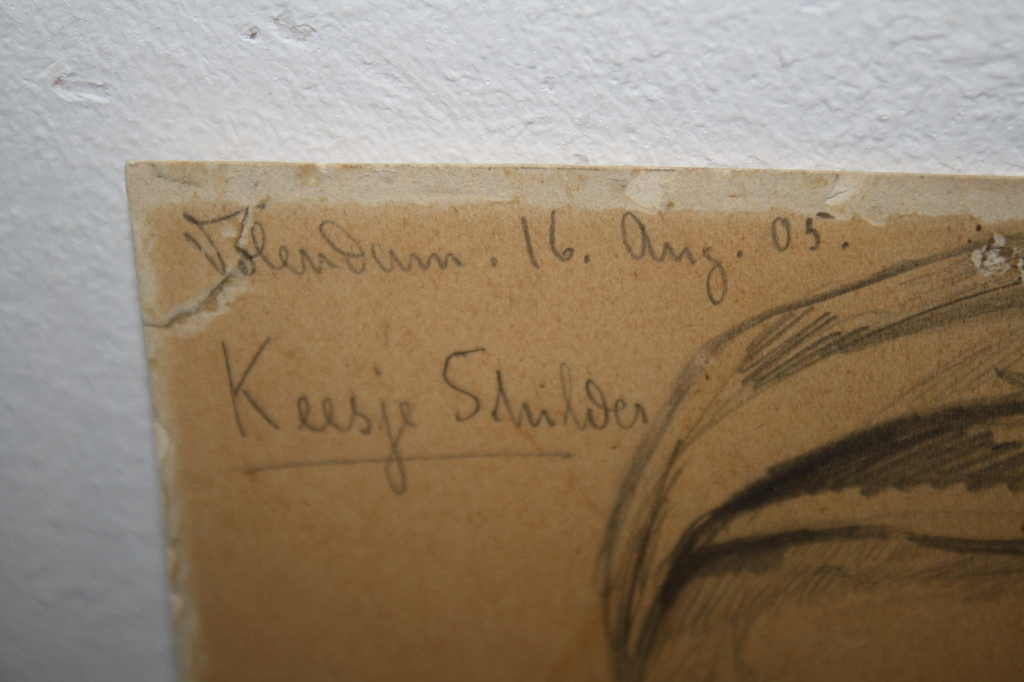 Volendam. 16. Aug. 05.
Keesje Schilder